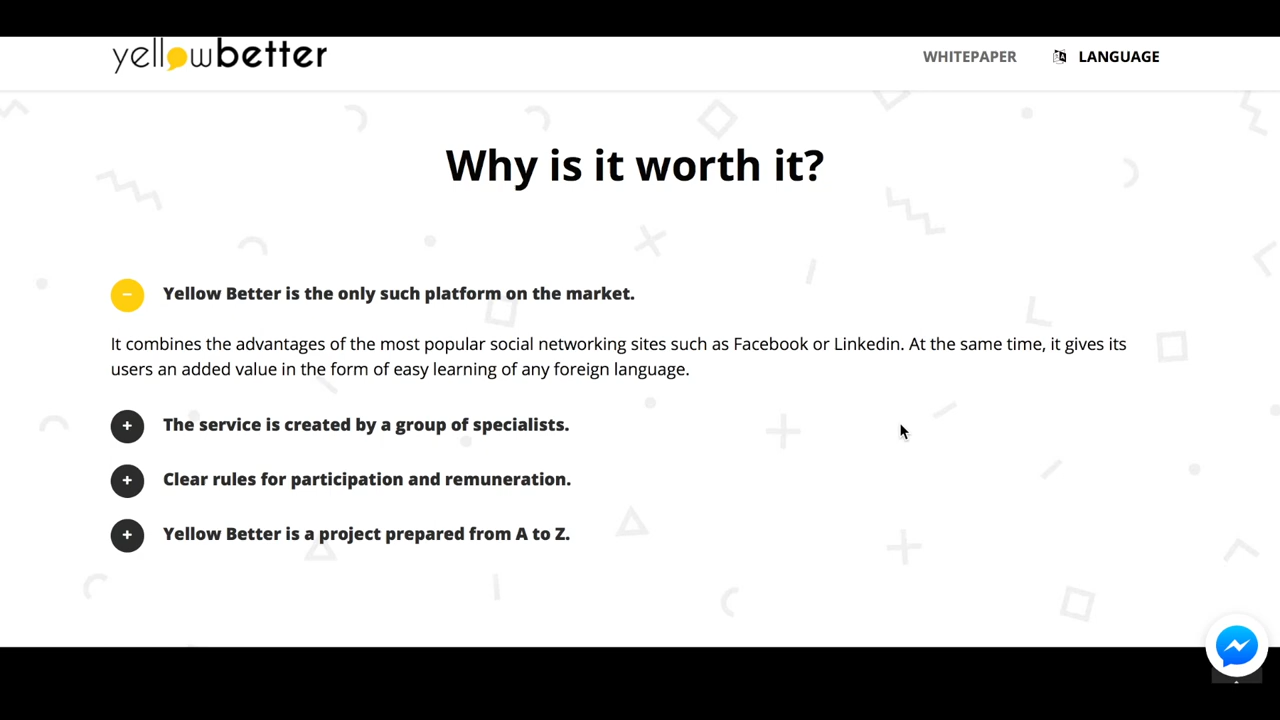 yellowbetter
WHITEPAPER
LANGUAGE
Why is it worth it?
Yellow Better is the only such platform on the market.
It combines the advantages of the most popular social networking sites such as Facebook or Linkedin. At the same time, it gives its
users an added value in the form of easy learning of any foreign language.
The service is created by a group of specialists.
Clear rules for participation and remuneration.
Yellow Better is a project prepared from A to Z.